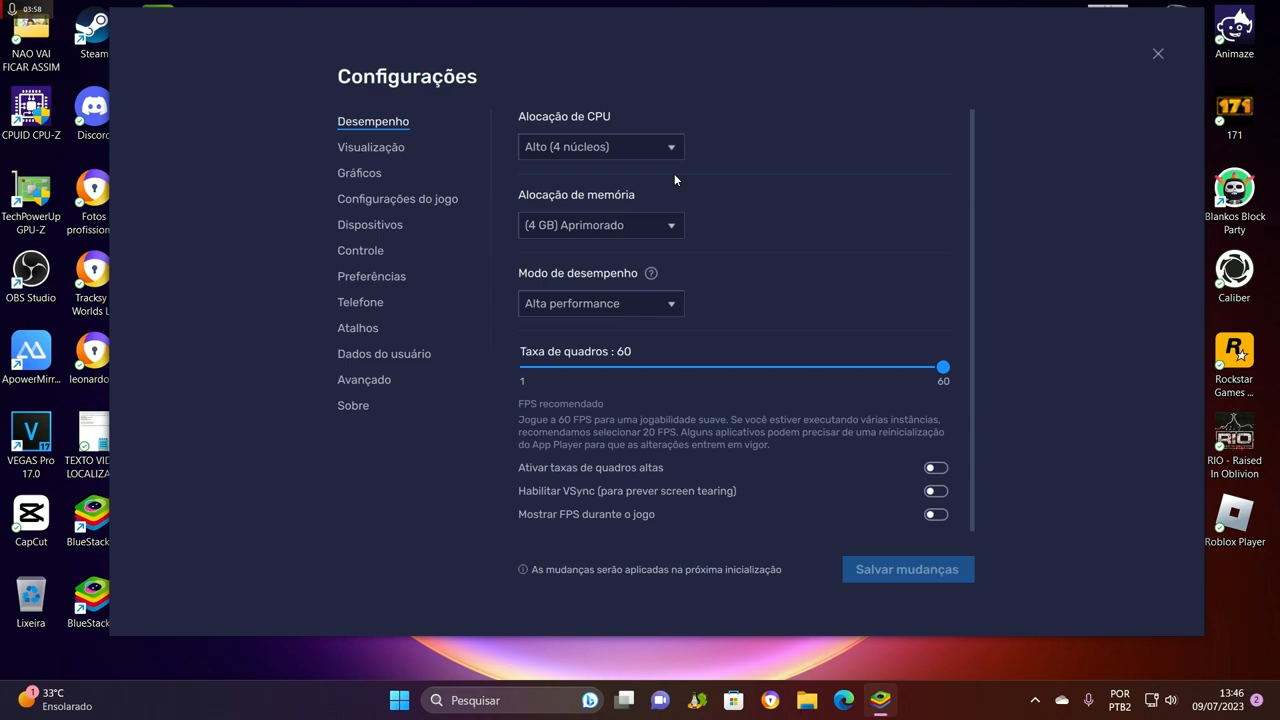 03:58
NAO VAI
FICAR ASSIM
Steam
CPUID CPU-Z
Discord
TechPowerUp
GPU-Z
Fotos
profission
OBS Studio
Tracksy
Worlds L
ApowerMirr...
leonardo
VEGAS Pro
17.0
TEXTO VID
LOCALIZA
CapCut
BlueStack
Lixeira
BlueStack
Configurações
Desempenho
Visualização
Gráficos
Configurações do jogo
Dispositivos
Controle
Preferências
Telefone
Atalhos
Dados do usuário
Avançado
Sobre
Alocação de CPU
Alto (4 núcleos)
Alocação de memória
(4 GB) Aprimorado
Modo de desempenho ?
Alta performance
Taxa de quadros : 60
1
60
FPS recomendado
Jogue a 60 FPS para uma jogabilidade suave. Se você estiver executando várias instâncias,
recomendamos selecionar 20 FPS. Alguns aplicativos podem precisar de uma reinicialização
do App Player para que as alterações entrem em vigor.
Ativar taxas de quadros altas
Habilitar VSync (para prever screen tearing)
Mostrar FPS durante o jogo
As mudanças serão aplicadas na próxima inicialização
Salvar mudanças
Animaze
171
171
Blankos Block
Party
Caliber
R
Rockstar
Games ...
RIO
RIO - Raised
In Oblivion
Roblox Player
1
33°C
Ensolarado
Pesquisar
POR
PTB2
13:46
09/07/2023
2